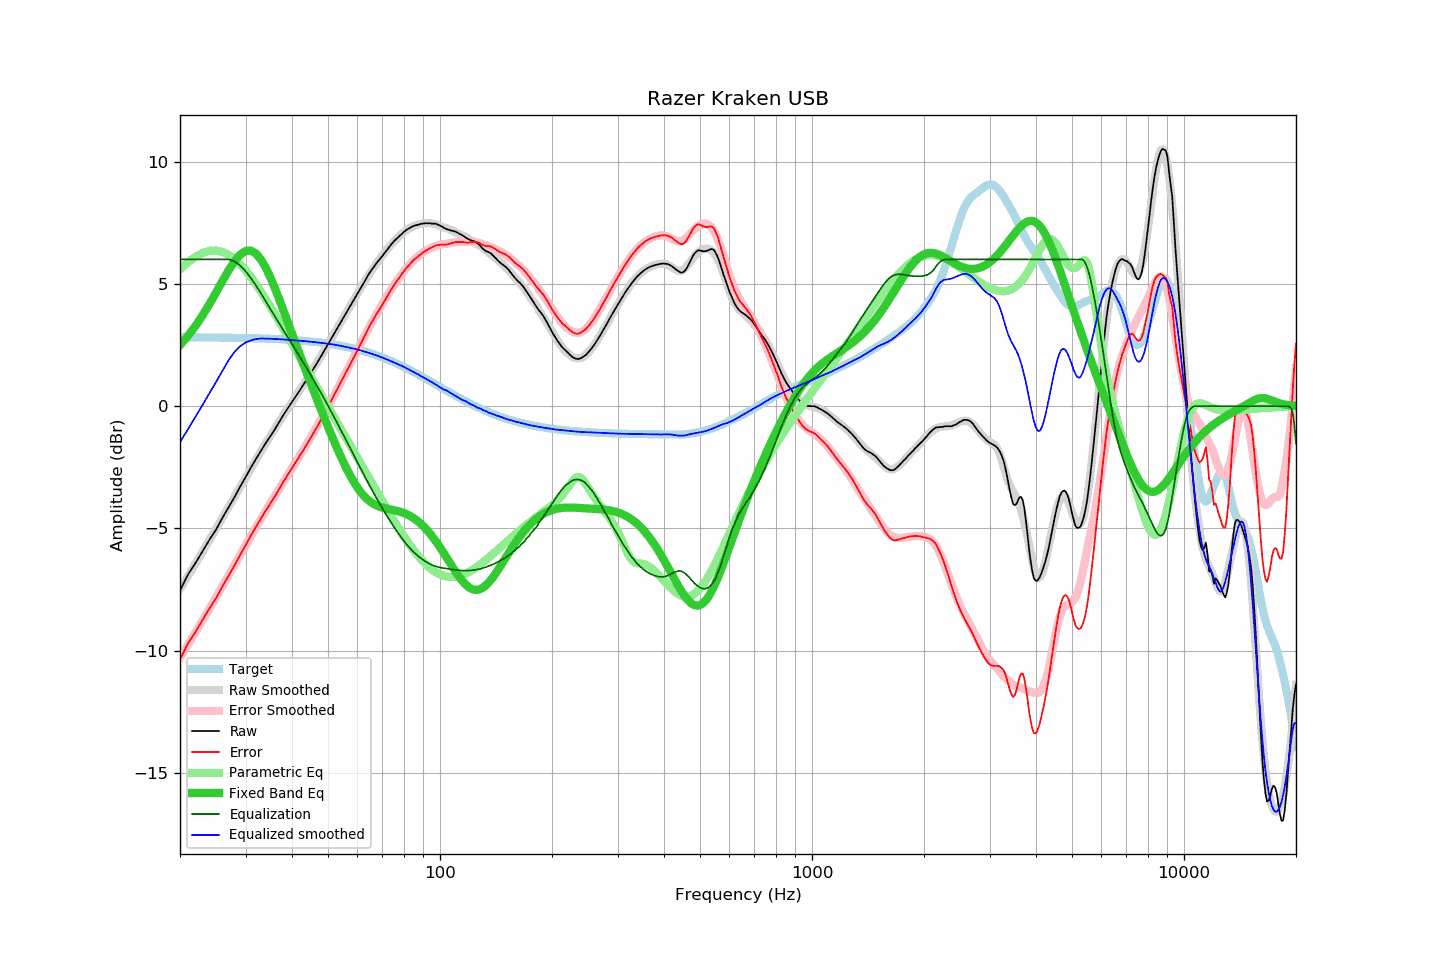 Razer Kraken USB
Amplitude (dBr)
10
5
0
−5
−10
−15
Target
Raw Smoothed
Error Smoothed
Raw
Error
Parametric Eq
Fixed Band Eq
Equalization
Equalized smoothed
100
1000
10000
Frequency (Hz)